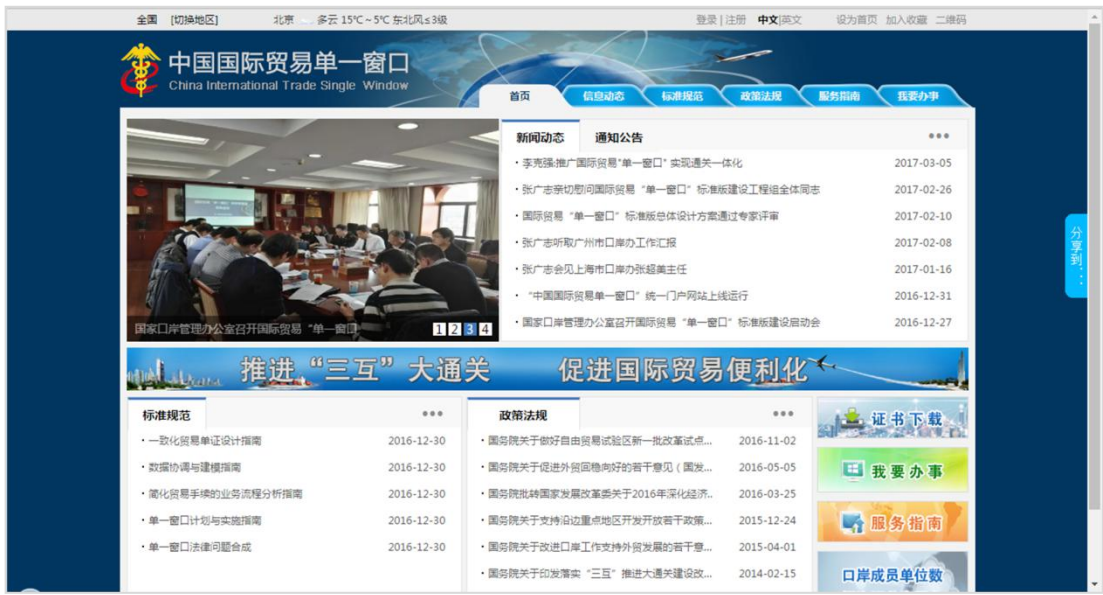 全国 [切换地区] 北京 多云 15℃~5℃ 东北风≤3级 登录 | 注册 中文|英文 设为首页 加入收藏 二维码
中国国际贸易单一窗口
China International Trade Single Window
首页 信息动态 标准规范 政策法规 服务指南 我要办事
新闻动态 通知公告
·李克强:推广国际贸易"单一窗口" 实现通关一体化 2017-03-05
·张广志亲切慰问国际贸易“单一窗口”标准版建设工程组全体同志 2017-02-26
·国际贸易“单一窗口”标准版总体设计方案通过专家评审 2017-02-10
·张广志听取广州市口岸办工作汇报 2017-02-08
·张广志会见上海市口岸办张超美主任 2017-01-16
·“中国国际贸易单一窗口”统一门户网站上线运行 2016-12-31
·国家口岸管理办公室召开国际贸易“单一窗口”标准版建设启动会 2016-12-27
国家口岸管理办公室召开国际贸易“单一窗口 1 2 3 4
分享到:
推进“三互”大通关 促进国际贸易便利化
标准规范
·一致化贸易单证设计指南 2016-12-30
·数据协调与建模指南 2016-12-30
·简化贸易手续的业务流程分析指南 2016-12-30
·单一窗口计划与实施指南 2016-12-30
·单一窗口法律问题合成 2016-12-30
政策法规
·国务院关于做好自由贸易试验区新一批改革试点... 2016-11-02
·国务院关于促进外贸回稳向好的若干意见（国发... 2016-05-05
·国务院批转国家发展改革委关于2016年深化经济.. 2016-03-25
·国务院关于支持沿边重点地区开发开放若干政策... 2015-12-24
·国务院关于改进口岸工作支持外贸发展的若干意... 2015-04-01
·国务院关于印发落实“三互”推进大通关建设改... 2014-02-15
证书下载
我要办事
服务指南
口岸成员单位数